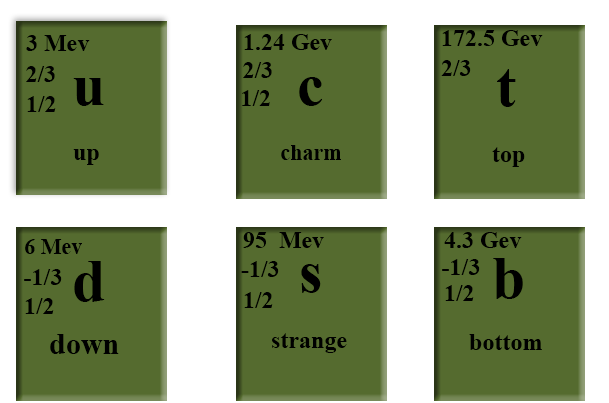 3 Mev
2/3
1/2
u
up
1.24 Gev
2/3
1/2
c
charm
172.5 Gev
2/3
t
top
6 Mev
-1/3
1/2
d
down
95 Mev
-1/3
1/2
s
strange
4.3 Gev
-1/3
1/2
b
bottom